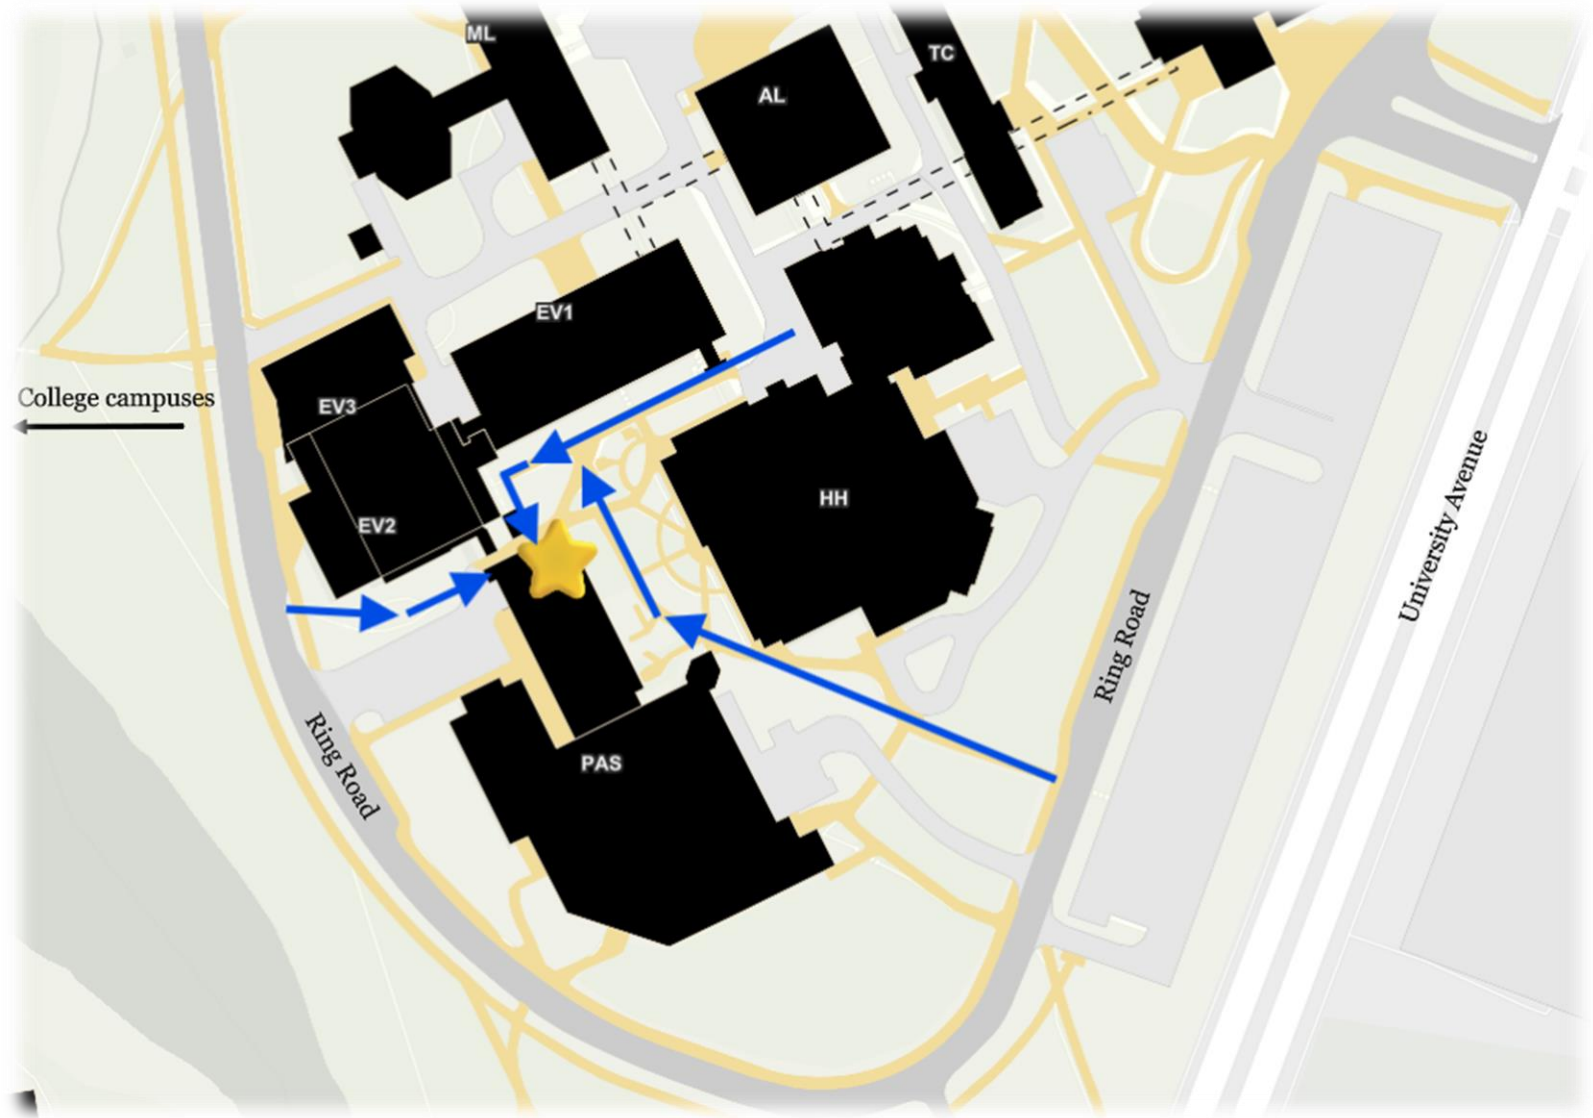 ML
AL
TC
EV1
College campuses
EV3
EV2
HH
University Avenue
Ring Road
Ring Road
PAS